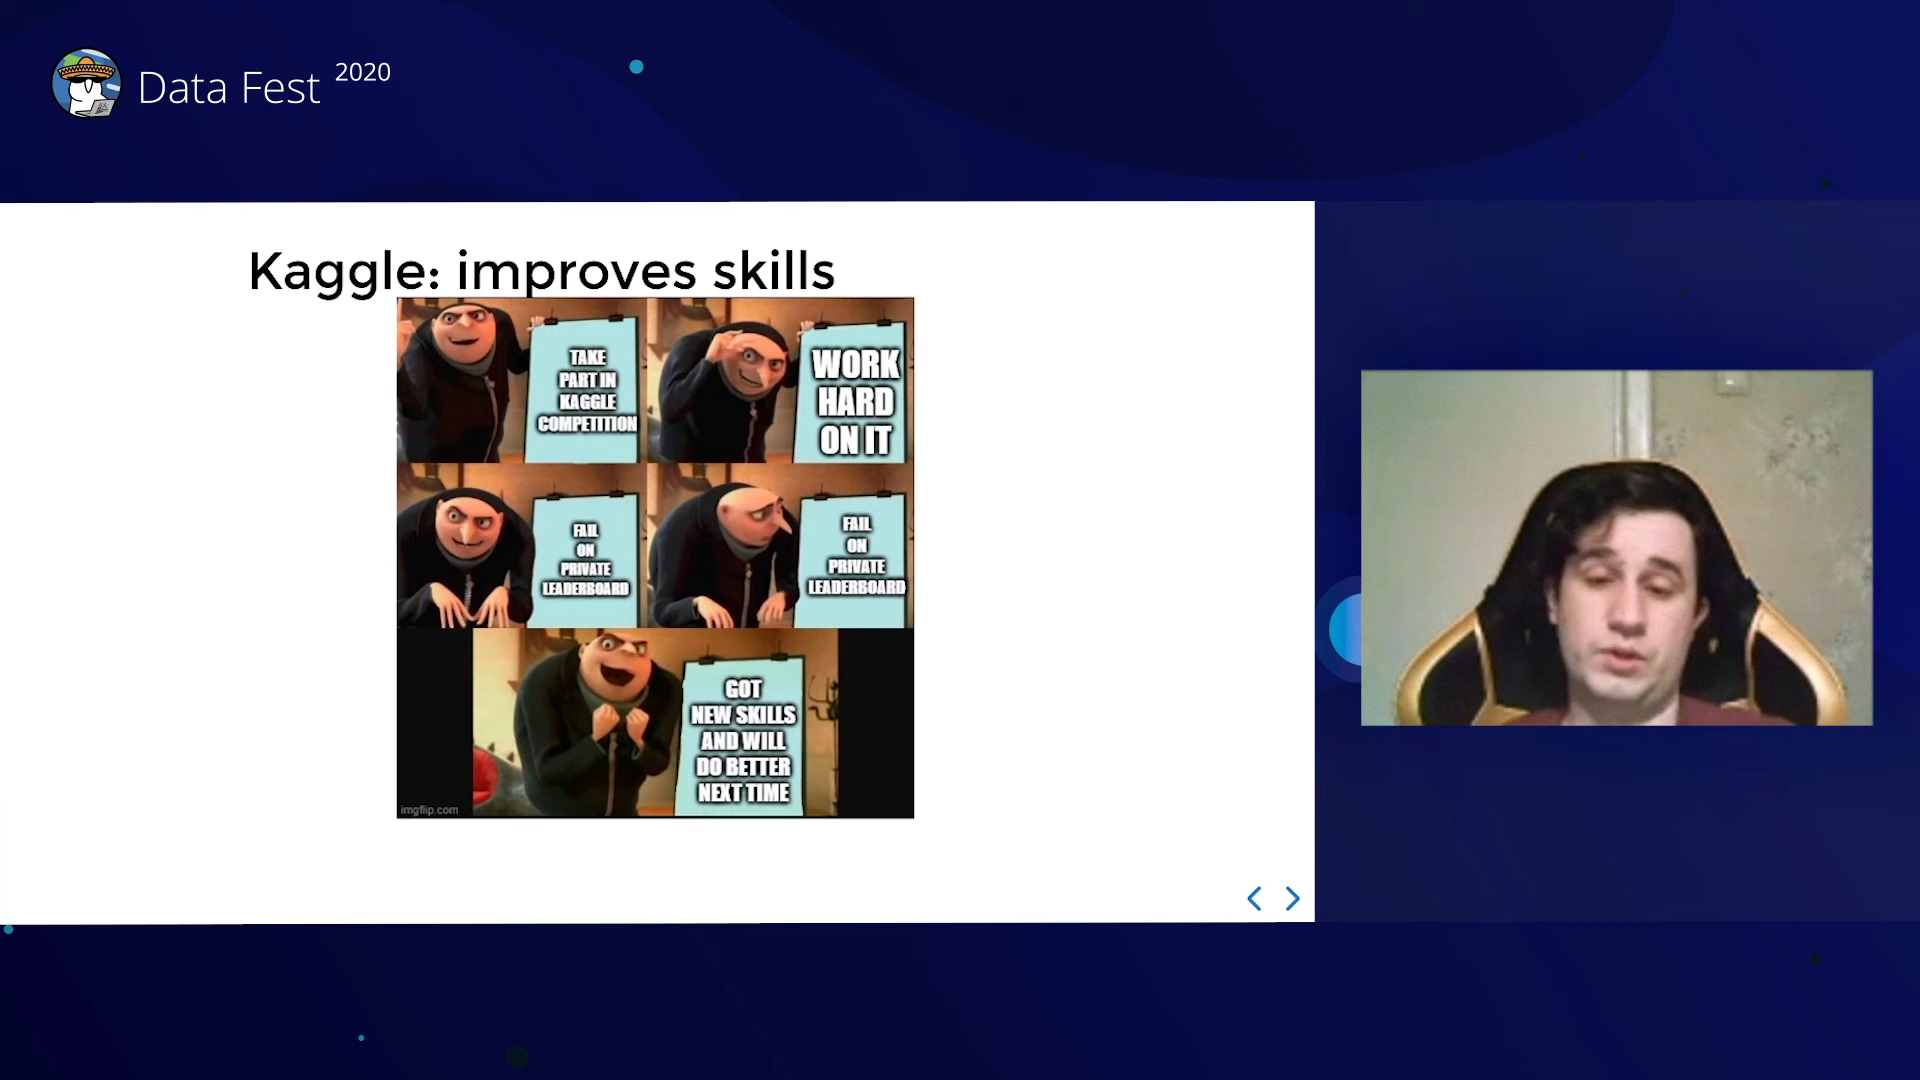 Data Fest 2020
Kaggle: improves skills
TAKE
PART IN
KAGGLE
COMPETITION
WORK
HARD
ON IT
FAIL
ON
PRIVATE
LEADERBOARD
FAIL
ON
PRIVATE
LEADERBOARD
GOT
NEW SKILLS
AND WILL
DO BETTER
NEXT TIME
imgflip.com